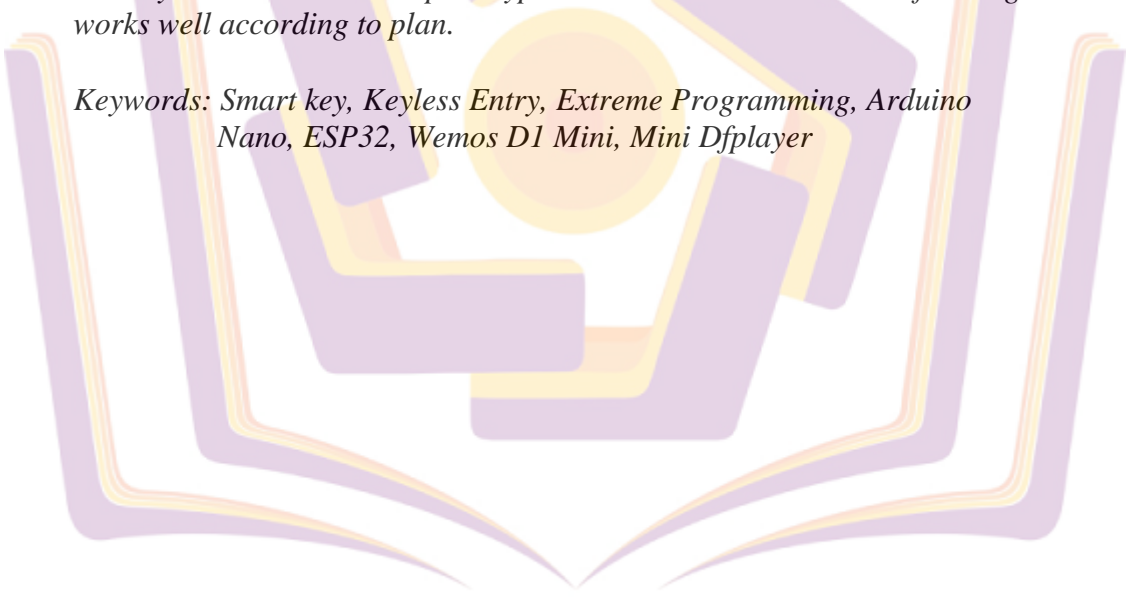 works well according to plan.
Keywords: Smart key, Keyless Entry, Extreme Programming, Arduino
Nano, ESP32, Wemos D1 Mini, Mini Dfplayer